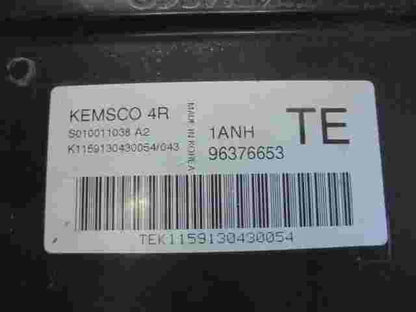 KEMSCO 4R
S010011038 A2
K1159130430054/043
MADE IN KOREA
1ANH
96376653
TE
TEK1159130430054